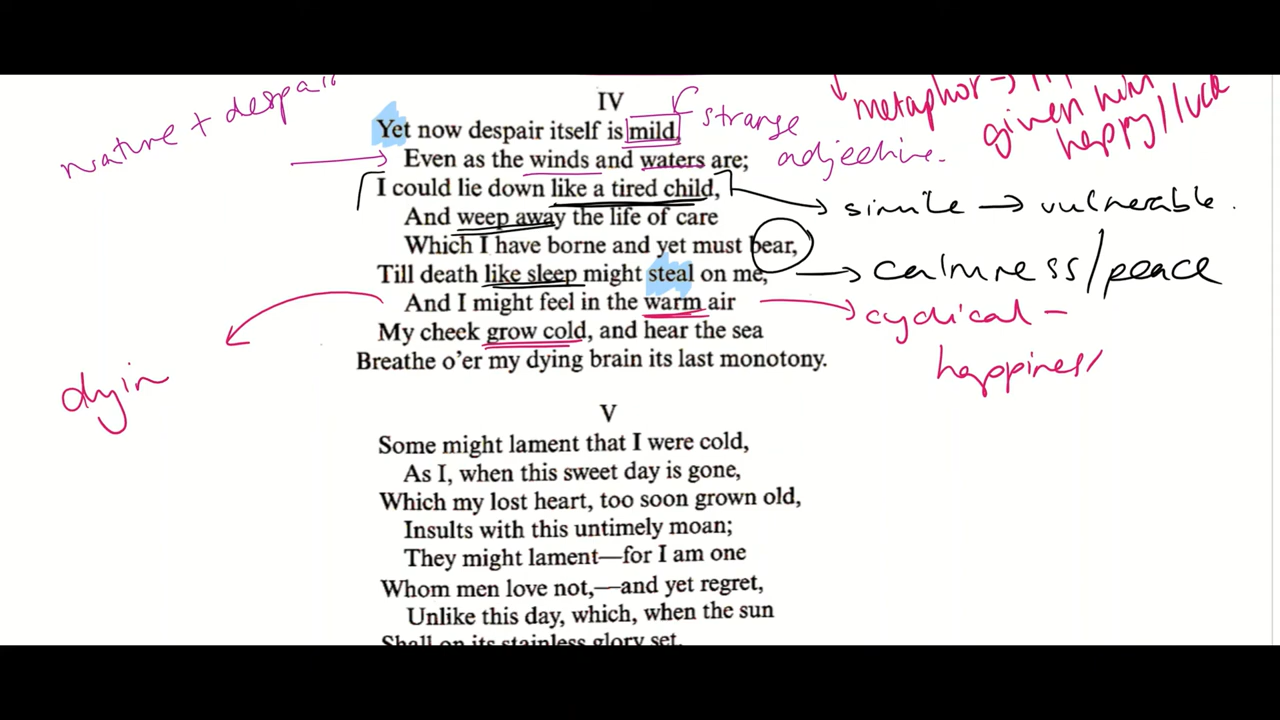 nature + despair
metaphor →
given him
happy/luck
IV
Yet now despair itself is mild,
strange
adjective.
Even as the winds and waters are;
I could lie down like a tired child,
simile → vulnerable.
And weep away the life of care
Which I have borne and yet must bear,
Till death like sleep might steal on me,
calmness/peace
And I might feel in the warm air
cyclical –
happiness/
My cheek grow cold, and hear the sea
dyin
Breathe o'er my dying brain its last monotony.
V
Some might lament that I were cold,
As I, when this sweet day is gone,
Which my lost heart, too soon grown old,
Insults with this untimely moan;
They might lament—for I am one
Whom men love not,—and yet regret,
Unlike this day, which, when the sun
Shall on its stainless glory set,